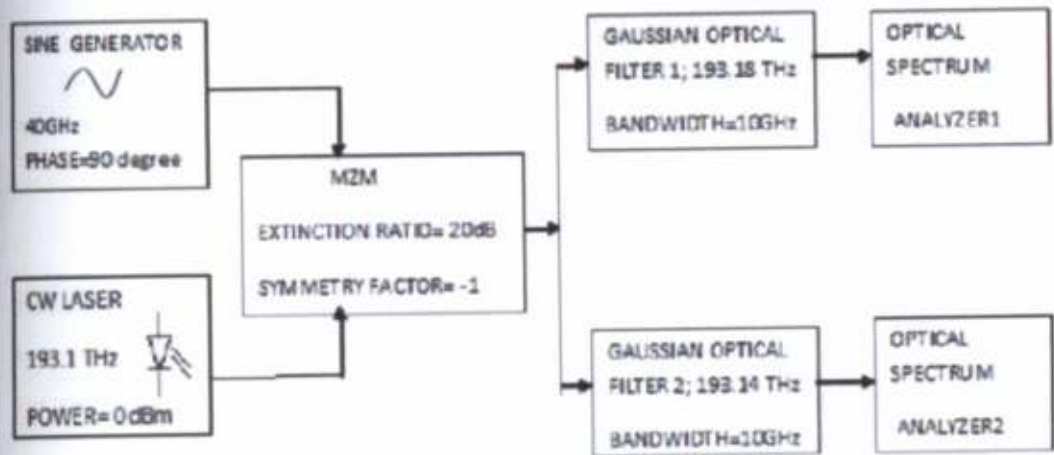 SINE GENERATOR
40GHz
PHASE=90 degree
CW LASER
193.1 THz
POWER= 0dBm
MZM
EXTINCTION RATIO= 20dB
SYMMETRY FACTOR= -1
GAUSSIAN OPTICAL
FILTER 1; 193.18 THz
BANDWIDTH=10GHz
OPTICAL
SPECTRUM
ANALYZER1
GAUSSIAN OPTICAL
FILTER 2; 193.14 THz
BANDWIDTH=10GHz
OPTICAL
SPECTRUM
ANALYZER2